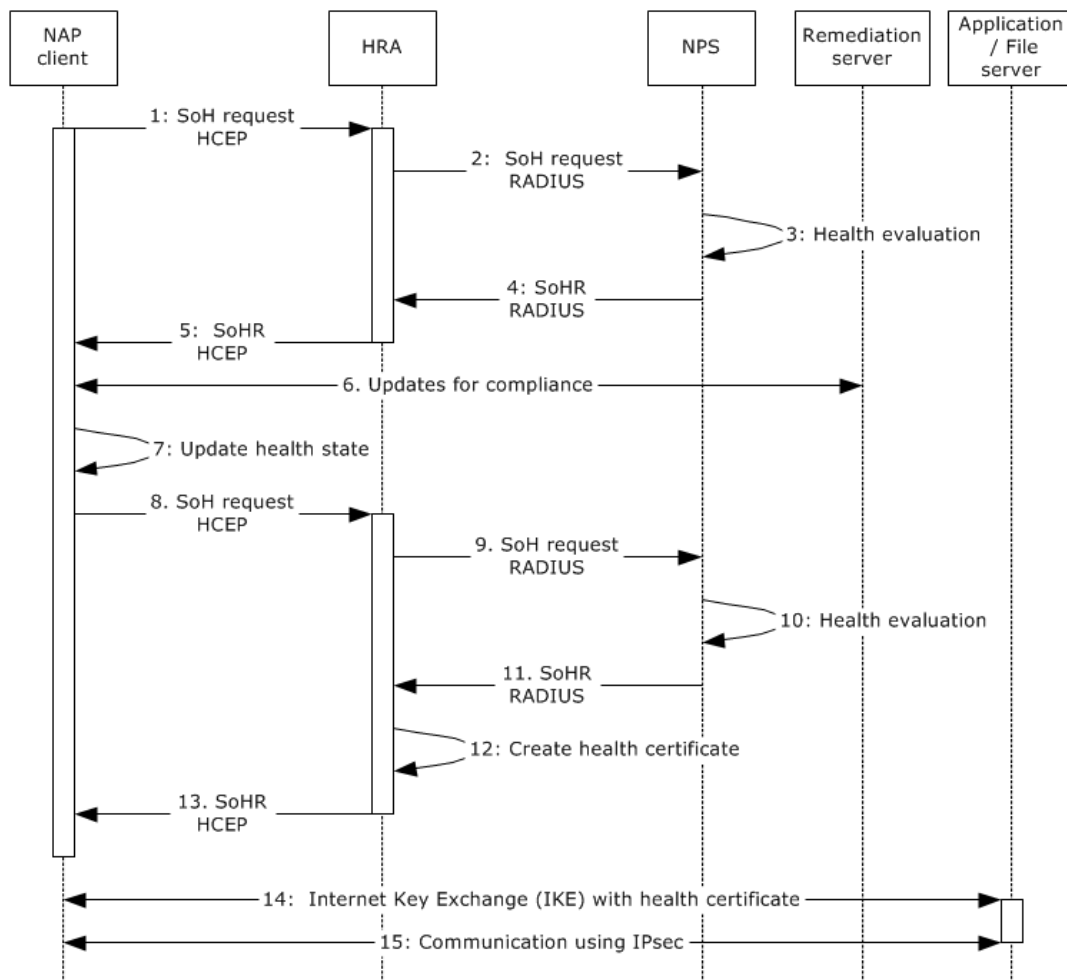 NAP
client
HRA
NPS
Remediation
server
Application
/ File
server
1: SoH request
HCEP
2:  SoH request
RADIUS
3: Health evaluation
4: SoHR
RADIUS
5:  SoHR
HCEP
6. Updates for compliance
7: Update health state
8. SoH request
HCEP
9. SoH request
RADIUS
10: Health evaluation
11. SoHR
RADIUS
12: Create health certificate
13. SoHR
HCEP
14:  Internet Key Exchange (IKE) with health certificate
15: Communication using IPsec